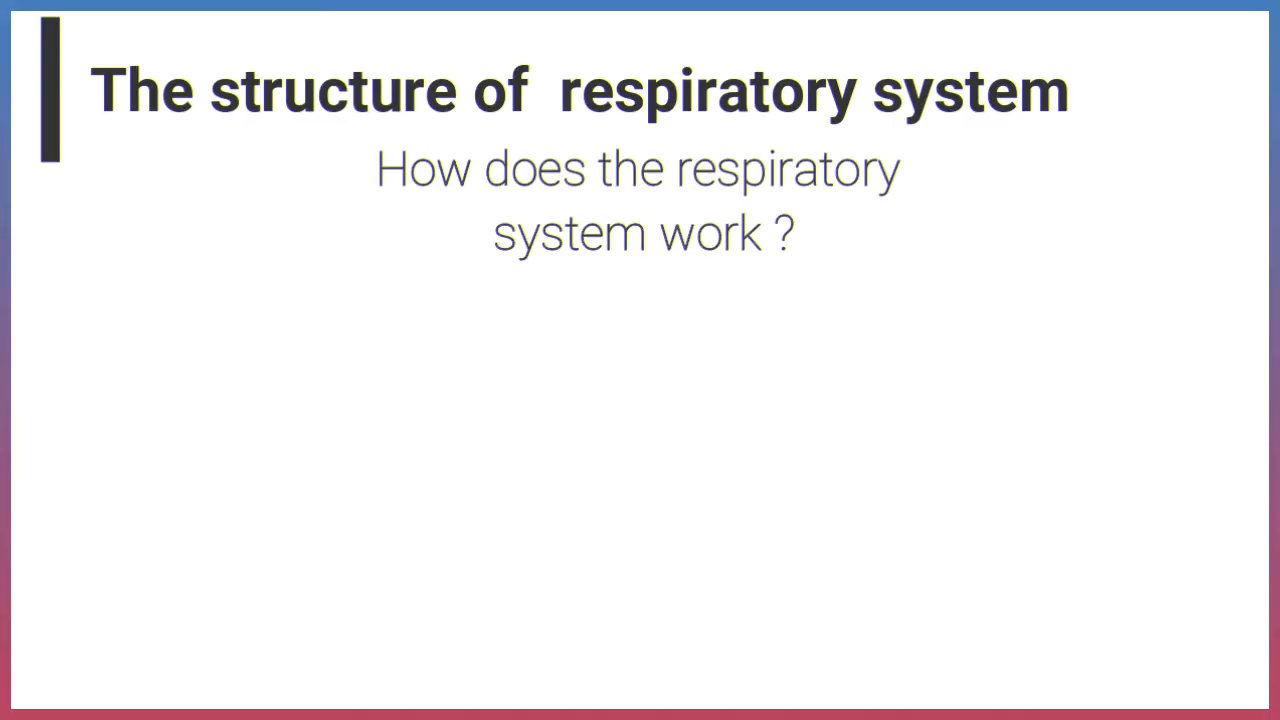 The structure of  respiratory system
How does the respiratory
system work ?